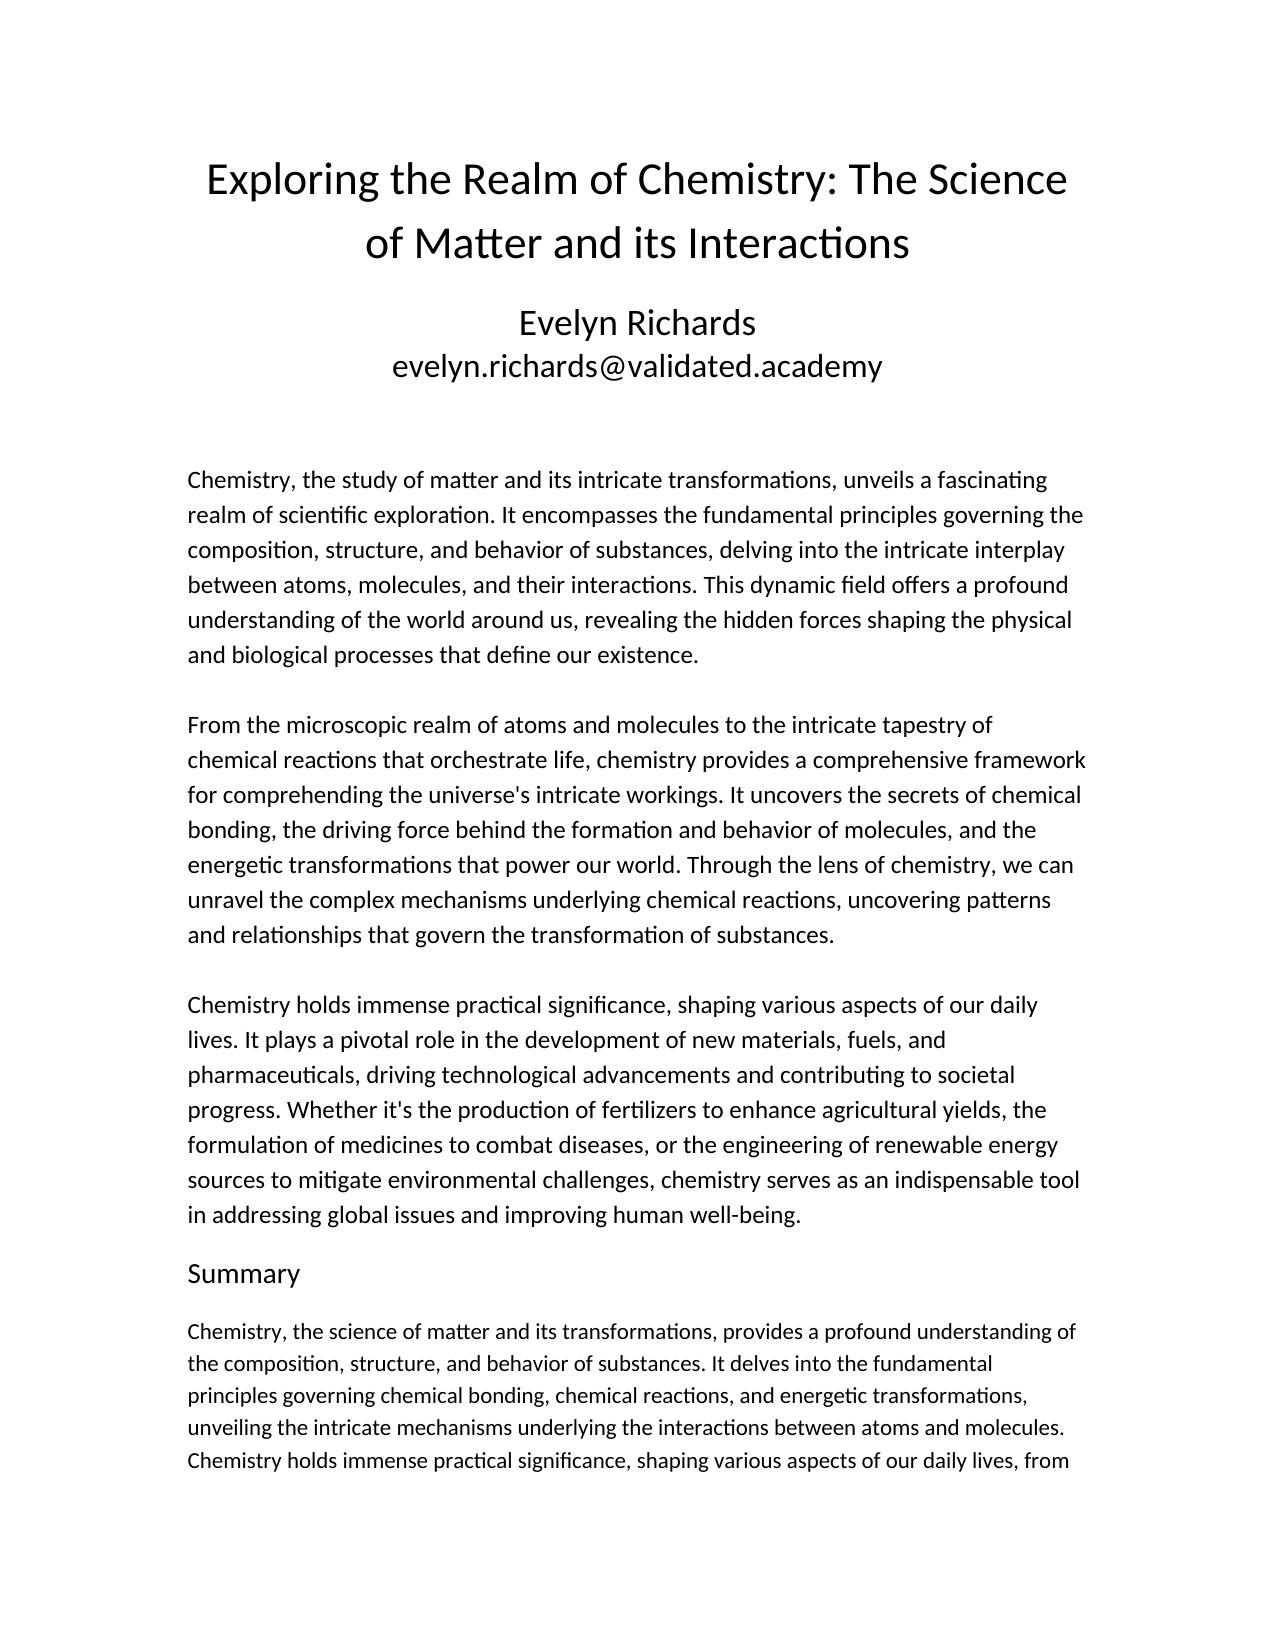 Exploring the Realm of Chemistry: The Science
of Matter and its Interactions
Evelyn Richards
evelyn.richards@validated.academy
Chemistry, the study of matter and its intricate transformations, unveils a fascinating
realm of scientific exploration. It encompasses the fundamental principles governing the
composition, structure, and behavior of substances, delving into the intricate interplay
between atoms, molecules, and their interactions. This dynamic field offers a profound
understanding of the world around us, revealing the hidden forces shaping the physical
and biological processes that define our existence.
From the microscopic realm of atoms and molecules to the intricate tapestry of
chemical reactions that orchestrate life, chemistry provides a comprehensive framework
for comprehending the universe's intricate workings. It uncovers the secrets of chemical
bonding, the driving force behind the formation and behavior of molecules, and the
energetic transformations that power our world. Through the lens of chemistry, we can
unravel the complex mechanisms underlying chemical reactions, uncovering patterns
and relationships that govern the transformation of substances.
Chemistry holds immense practical significance, shaping various aspects of our daily
lives. It plays a pivotal role in the development of new materials, fuels, and
pharmaceuticals, driving technological advancements and contributing to societal
progress. Whether it's the production of fertilizers to enhance agricultural yields, the
formulation of medicines to combat diseases, or the engineering of renewable energy
sources to mitigate environmental challenges, chemistry serves as an indispensable tool
in addressing global issues and improving human well-being.
Summary
Chemistry, the science of matter and its transformations, provides a profound understanding of
the composition, structure, and behavior of substances. It delves into the fundamental
principles governing chemical bonding, chemical reactions, and energetic transformations,
unveiling the intricate mechanisms underlying the interactions between atoms and molecules.
Chemistry holds immense practical significance, shaping various aspects of our daily lives, from